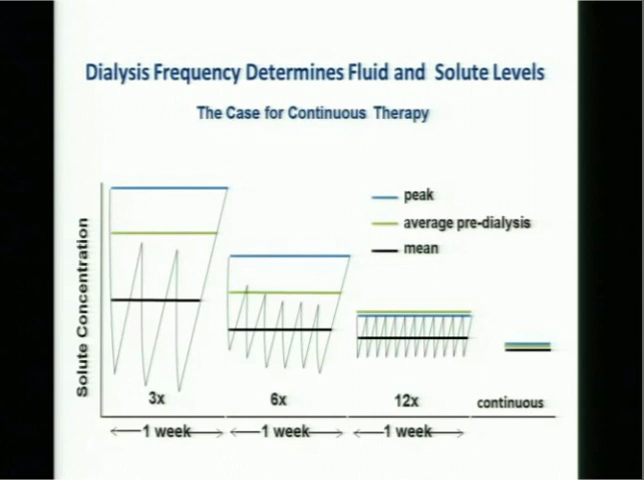 Dialysis Frequency Determines Fluid and Solute Levels
The Case for Continuous Therapy
peak
average pre-dialysis
mean
Solute Concentration
3x
6x
12x
continuous
1 week
1 week
1 week